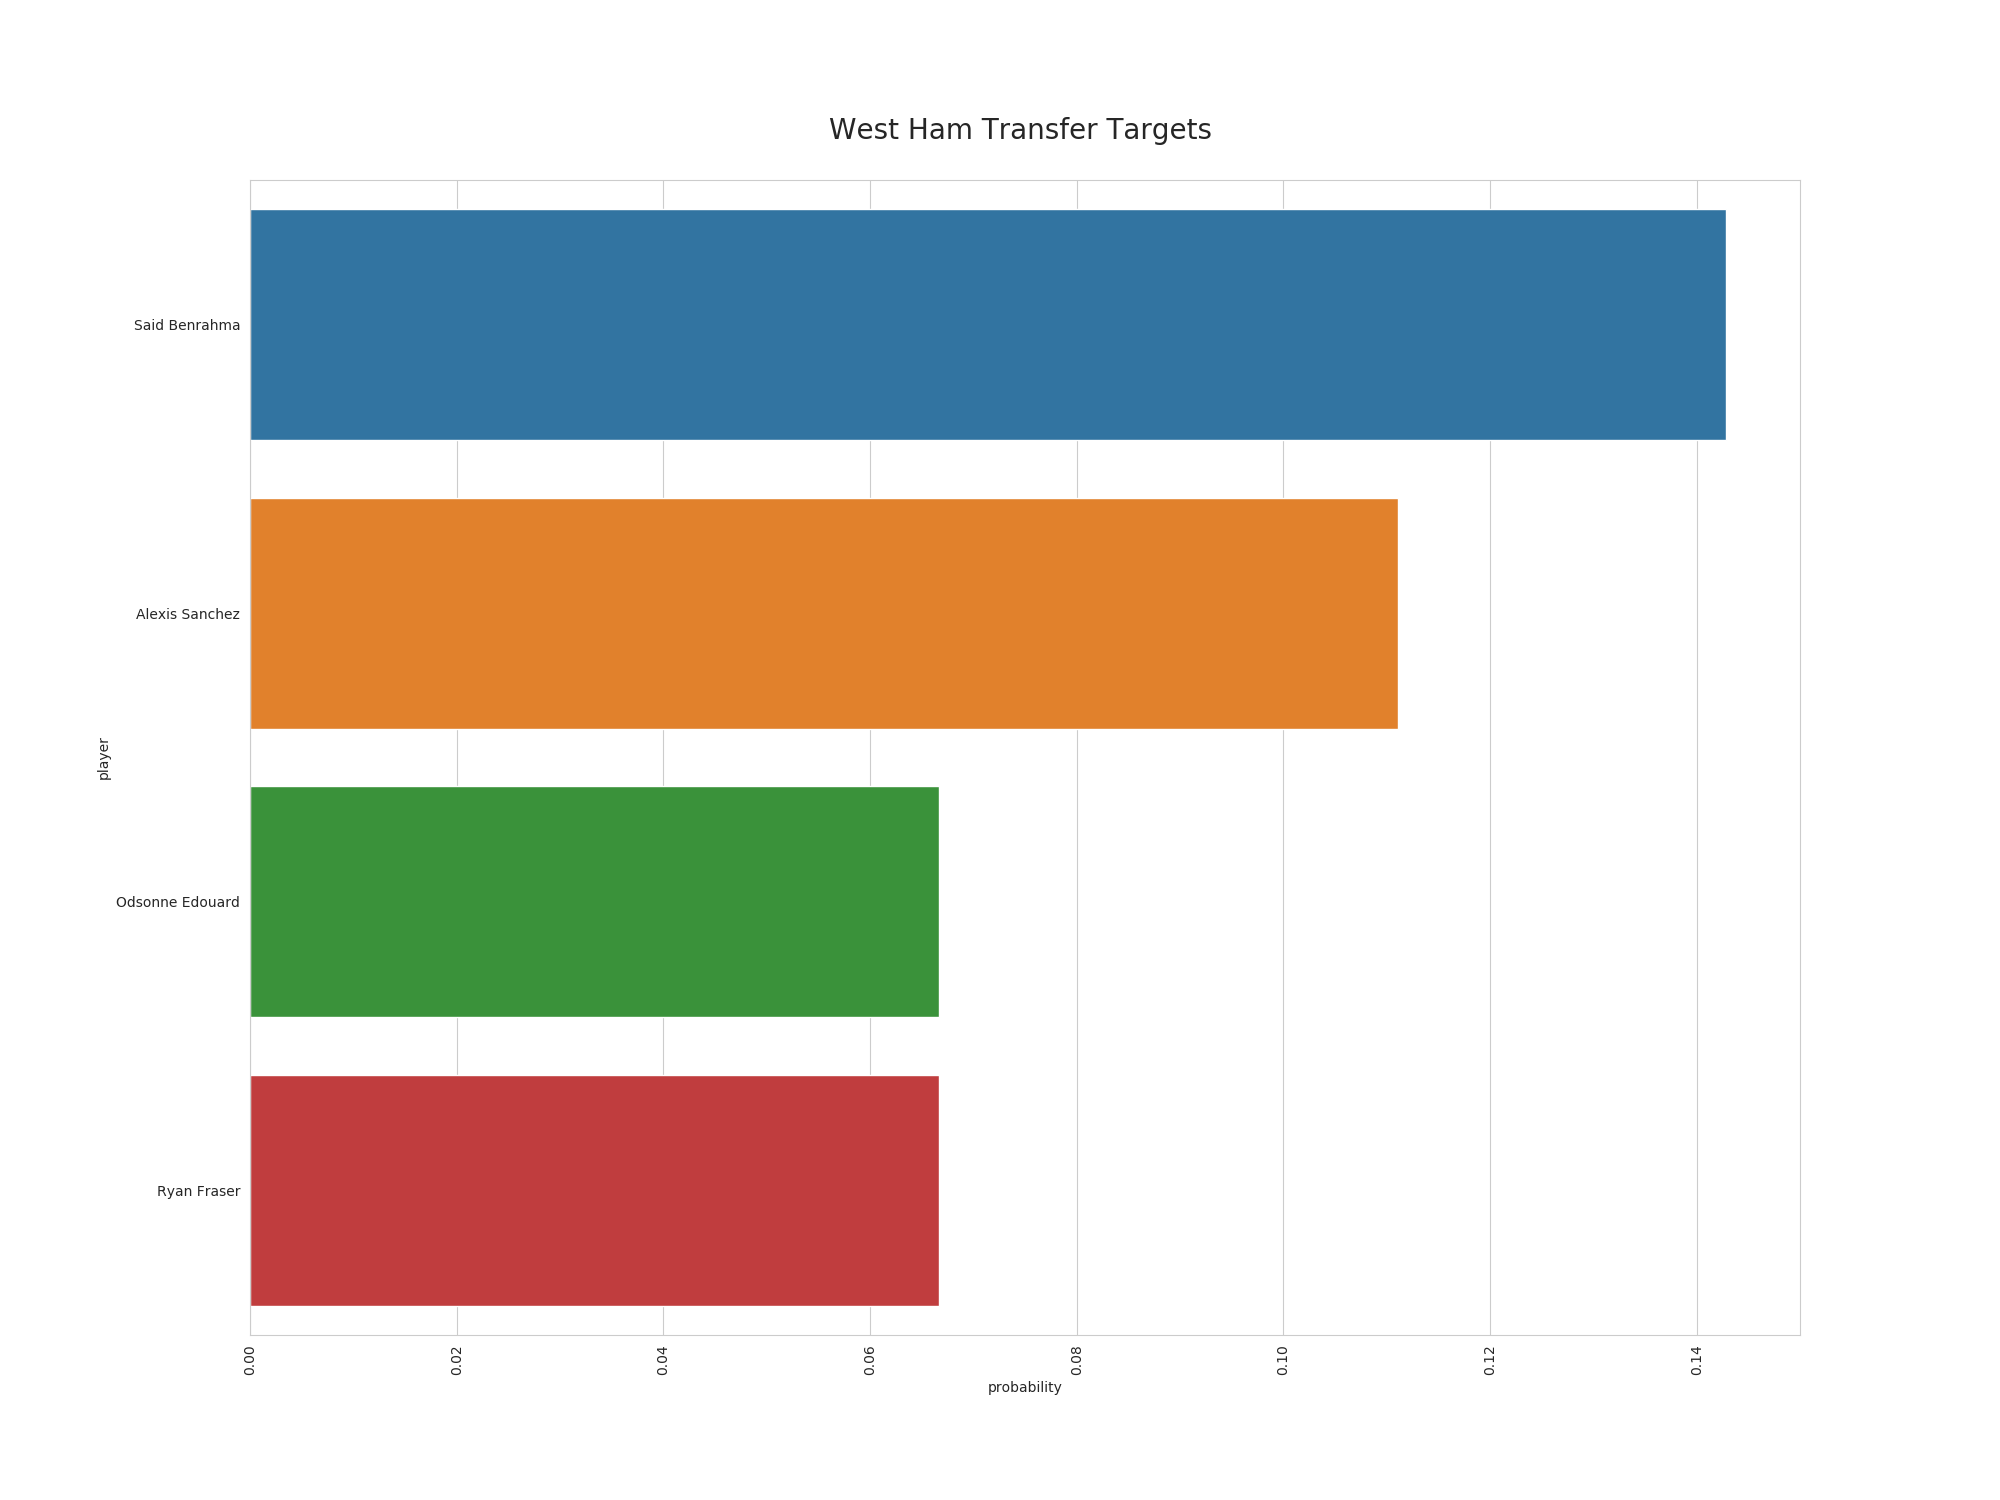 West Ham Transfer Targets
Said Benrahma
Alexis Sanchez
Odsonne Edouard
Ryan Fraser
player
0.00
0.02
0.04
0.06
0.08
0.10
0.12
0.14
probability